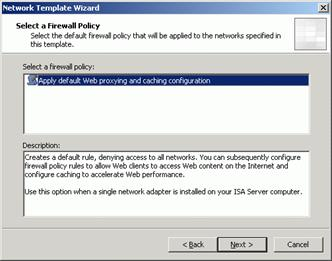 Network Template Wizard
Select a Firewall Policy
Select the default firewall policy that will be applied to the networks specified in
this template.
Select a firewall policy:
Apply default Web proxying and caching configuration
Description:
Creates a default rule, denying access to all networks. You can subsequently configure
firewall policy rules to allow Web clients to access Web content on the Internet and
configure caching to accelerate Web performance.
Use this option when a single network adapter is installed on your ISA Server computer.
< Back
Next >
Cancel